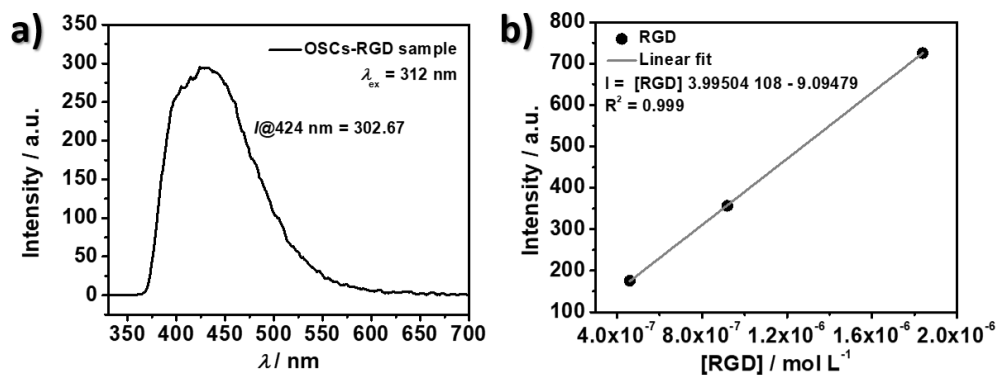 a)
350
300
250
200
150
100
50
0
Intensity / a.u.
OSCs-RGD sample
λex = 312 nm
I@424 nm = 302.67
350 400 450 500 550 600 650 700
λ / nm
b)
800
700
600
500
400
300
200
100
Intensity / a.u.
RGD
Linear fit
I = [RGD] 3.99504 108 - 9.09479
R² = 0.999
4.0x10⁻⁷ 8.0x10⁻⁷ 1.2x10⁻⁶ 1.6x10⁻⁶ 2.0x10⁻⁶
[RGD] / mol L⁻¹